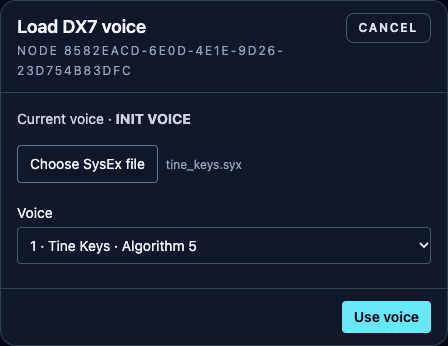 Load DX7 voice
CANCEL
NODE 8582EACD-6E0D-4E1E-9D26-
23D754B83DFC
Current voice · INIT VOICE
Choose SysEx file tine_keys.syx
Voice
1 · Tine Keys · Algorithm 5
Use voice